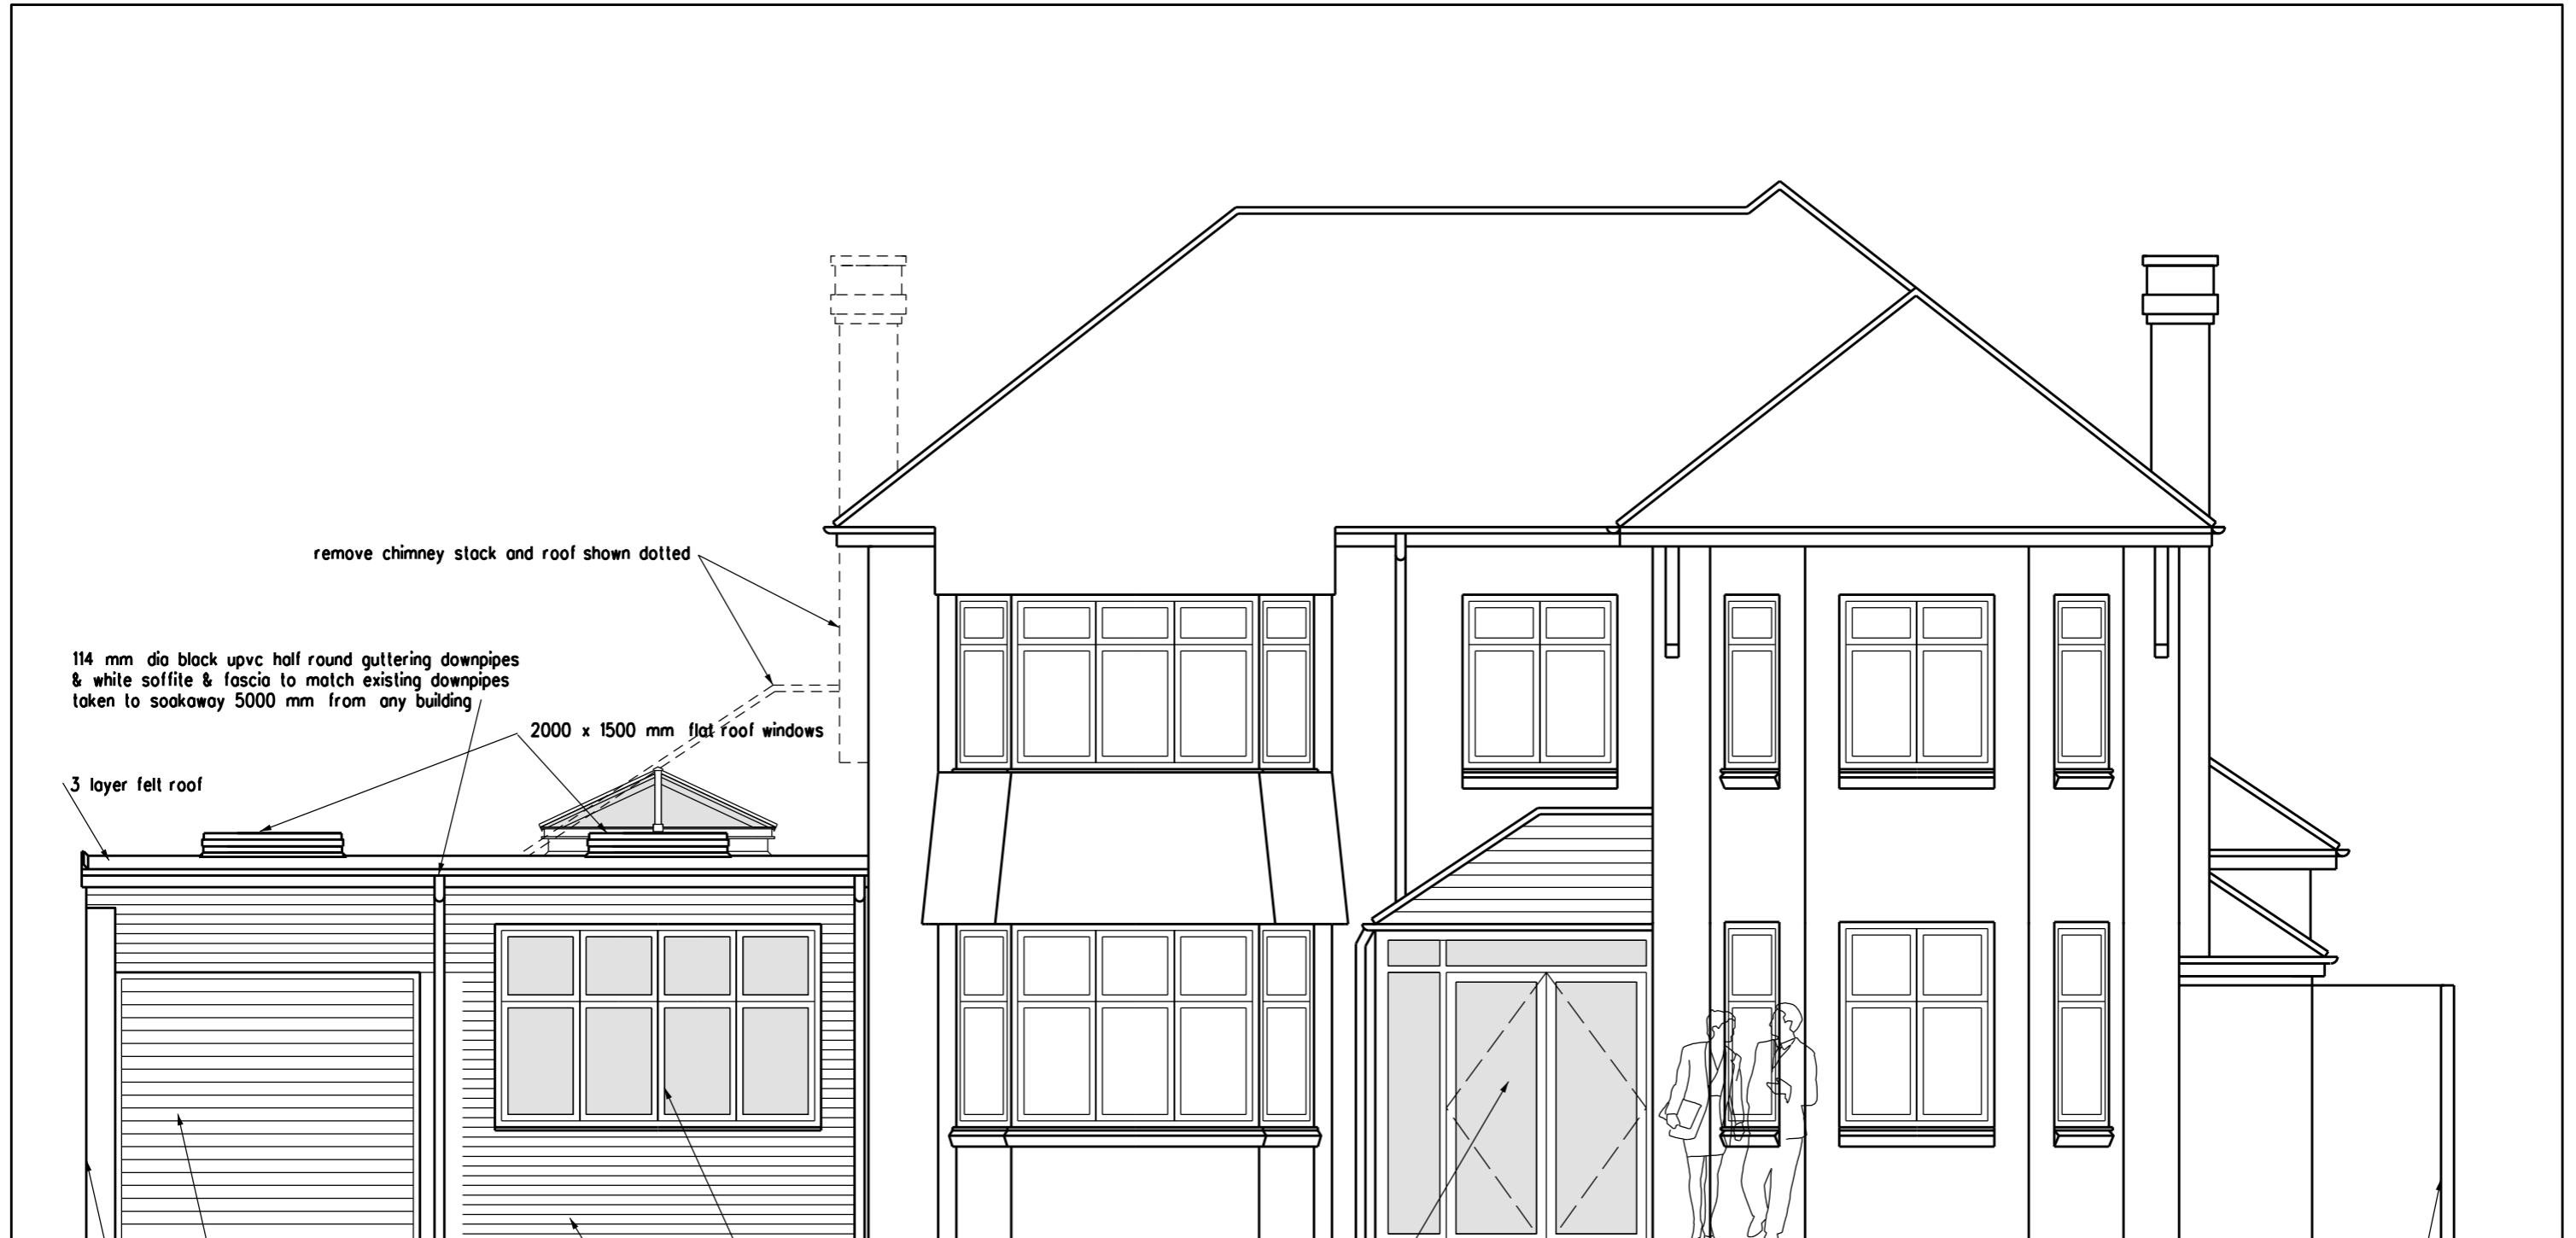 remove chimney stack and roof shown dotted
114 mm dia black upvc half round guttering downpipes
& white soffite & fascia to match existing downpipes
taken to soakaway 5000 mm from any building
2000 x 1500 mm flat roof windows
3 layer felt roof